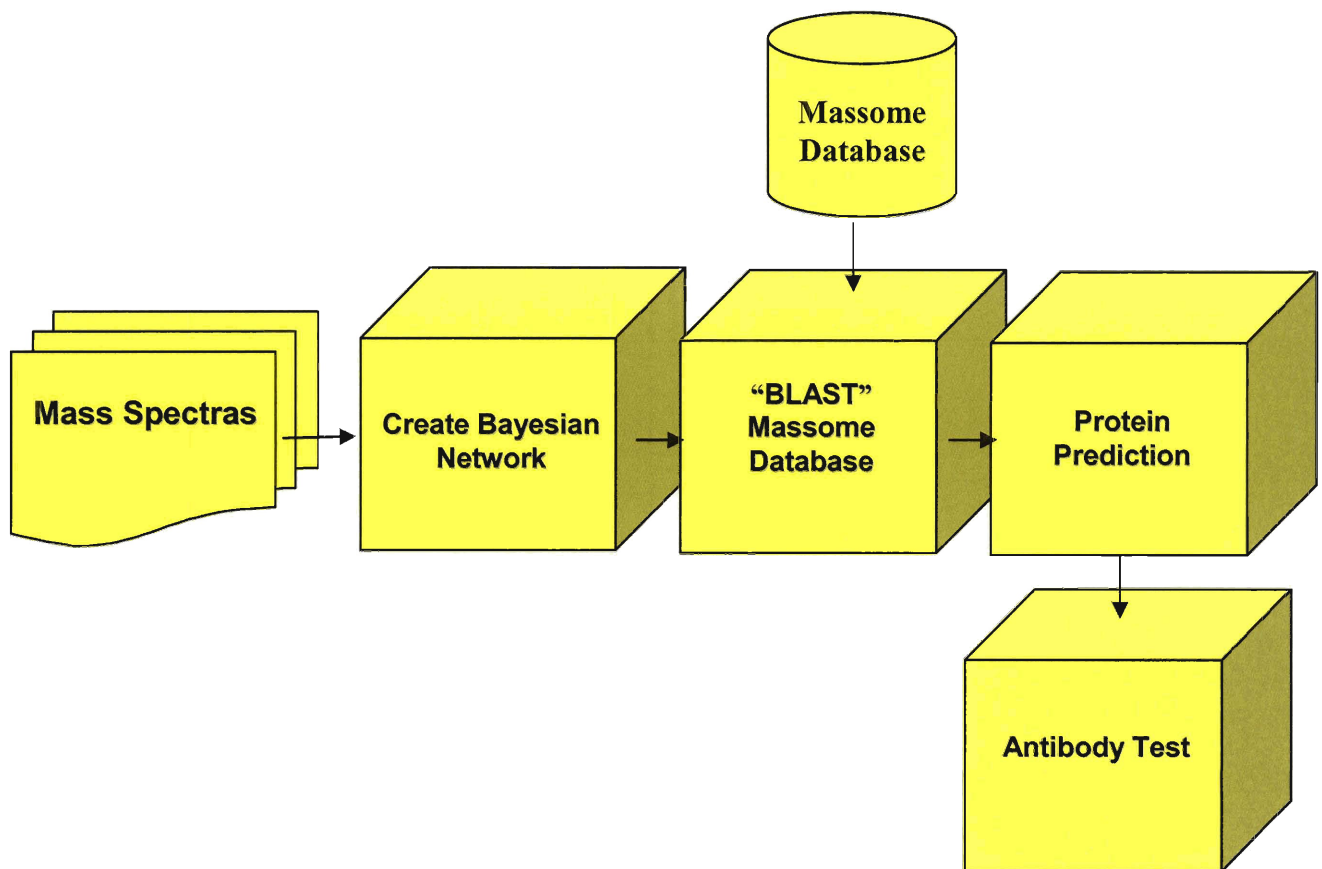 Massome
Database
Mass Spectras
Create Bayesian
Network
“BLAST”
Massome
Database
Protein
Prediction
Antibody Test